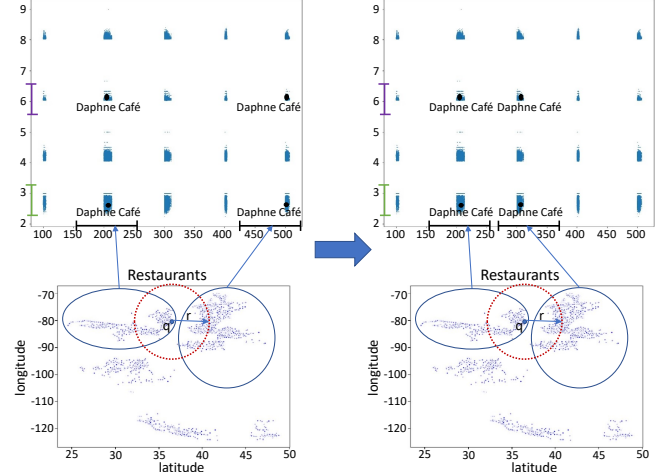 9
8
7
6
5
4
3
2
Daphne Café
Daphne Café
Daphne Café
Daphne Café
100 150 200 250 300 350 400 450 500
9
8
7
6
5
4
3
2
Daphne Café
Daphne Café
Daphne Café
Daphne Café
100 150 200 250 300 350 400 450 500
Restaurants
-70
-80
-90
-100
-110
-120
longitude
q
r
25 30 35 40 45 50
latitude
Restaurants
-70
-80
-90
-100
-110
-120
longitude
q
r
25 30 35 40 45 50
latitude